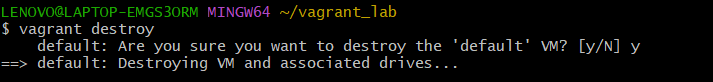 LENOVO@LAPTOP-EMGS3ORM MINGW64 ~/vagrant_lab
$ vagrant destroy
    default: Are you sure you want to destroy the 'default' VM? [y/N] y
==> default: Destroying VM and associated drives...